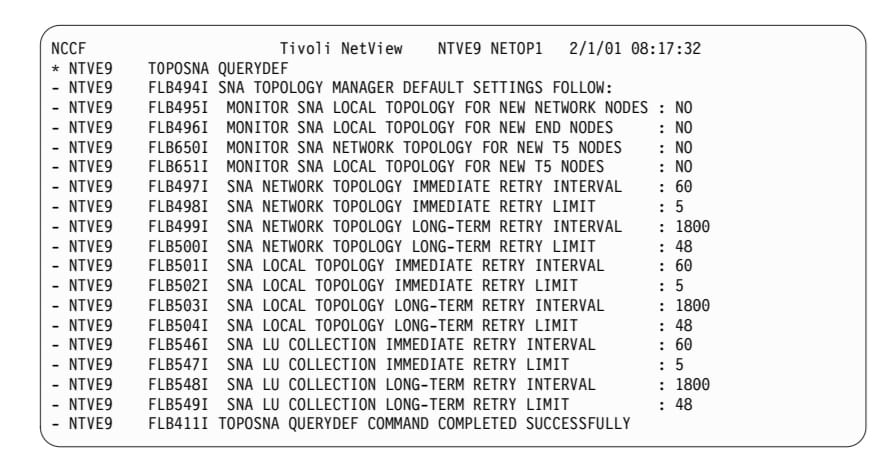 NCCF                        Tivoli NetView    NTVE9 NETOP1   2/1/01 08:17:32
* NTVE9    TOPOSNA QUERYDEF
- NTVE9    FLB494I SNA TOPOLOGY MANAGER DEFAULT SETTINGS FOLLOW:
- NTVE9    FLB495I  MONITOR SNA LOCAL TOPOLOGY FOR NEW NETWORK NODES : NO
- NTVE9    FLB496I  MONITOR SNA LOCAL TOPOLOGY FOR NEW END NODES     : NO
- NTVE9    FLB650I  MONITOR SNA NETWORK TOPOLOGY FOR NEW T5 NODES    : NO
- NTVE9    FLB651I  MONITOR SNA LOCAL TOPOLOGY FOR NEW T5 NODES      : NO
- NTVE9    FLB497I  SNA NETWORK TOPOLOGY IMMEDIATE RETRY INTERVAL    : 60
- NTVE9    FLB498I  SNA NETWORK TOPOLOGY IMMEDIATE RETRY LIMIT       : 5
- NTVE9    FLB499I  SNA NETWORK TOPOLOGY LONG-TERM RETRY INTERVAL    : 1800
- NTVE9    FLB500I  SNA NETWORK TOPOLOGY LONG-TERM RETRY LIMIT       : 48
- NTVE9    FLB501I  SNA LOCAL TOPOLOGY IMMEDIATE RETRY INTERVAL      : 60
- NTVE9    FLB502I  SNA LOCAL TOPOLOGY IMMEDIATE RETRY LIMIT         : 5
- NTVE9    FLB503I  SNA LOCAL TOPOLOGY LONG-TERM RETRY INTERVAL      : 1800
- NTVE9    FLB504I  SNA LOCAL TOPOLOGY LONG-TERM RETRY LIMIT         : 48
- NTVE9    FLB546I  SNA LU COLLECTION IMMEDIATE RETRY INTERVAL       : 60
- NTVE9    FLB547I  SNA LU COLLECTION IMMEDIATE RETRY LIMIT          : 5
- NTVE9    FLB548I  SNA LU COLLECTION LONG-TERM RETRY INTERVAL       : 1800
- NTVE9    FLB549I  SNA LU COLLECTION LONG-TERM RETRY LIMIT          : 48
- NTVE9    FLB411I TOPOSNA QUERYDEF COMMAND COMPLETED SUCCESSFULLY